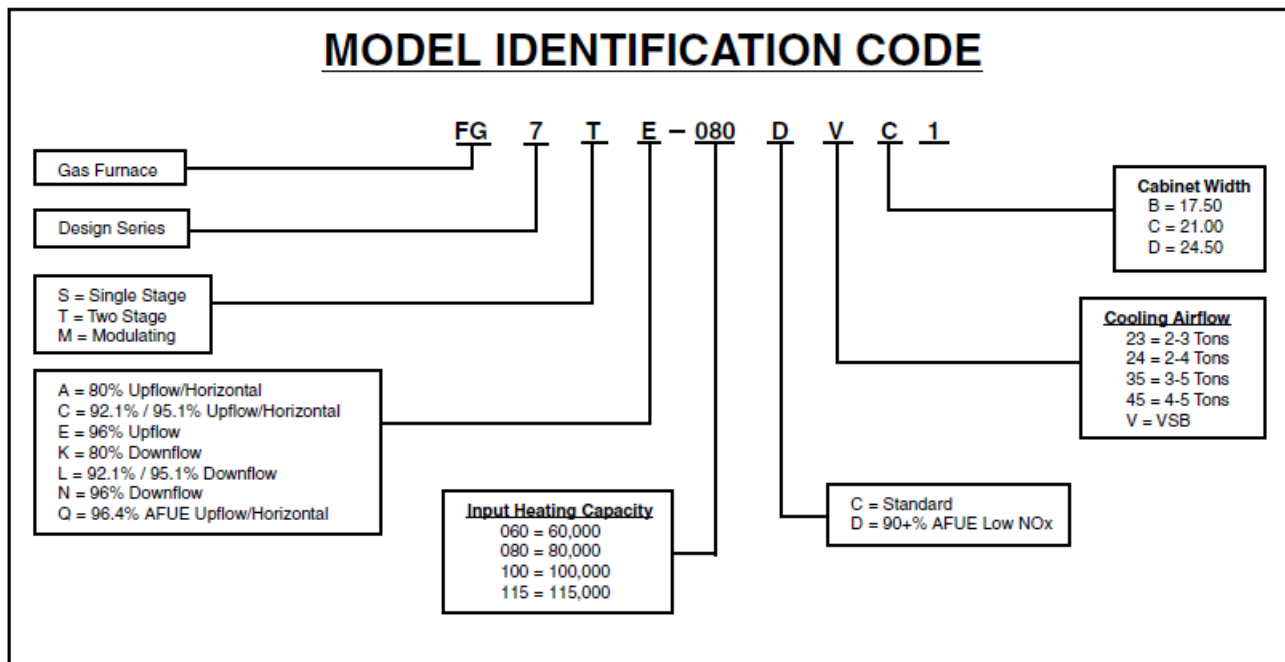 MODEL IDENTIFICATION CODE
FG 7 T E – 080 D V C 1
Gas Furnace
Design Series
S = Single Stage
T = Two Stage
M = Modulating
A = 80% Upflow/Horizontal
C = 92.1% / 95.1% Upflow/Horizontal
E = 96% Upflow
K = 80% Downflow
L = 92.1% / 95.1% Downflow
N = 96% Downflow
Q = 96.4% AFUE Upflow/Horizontal
Input Heating Capacity
060 = 60,000
080 = 80,000
100 = 100,000
115 = 115,000
C = Standard
D = 90+% AFUE Low NOx
Cooling Airflow
23 = 2-3 Tons
24 = 2-4 Tons
35 = 3-5 Tons
45 = 4-5 Tons
V = VSB
Cabinet Width
B = 17.50
C = 21.00
D = 24.50